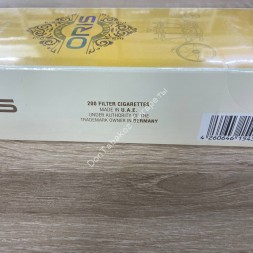 ORIS
S
200 FILTER CIGARETTES
MADE IN U.A.E.
UNDER AUTHORITY OF THE
TRADEMARK OWNER IN GERMANY